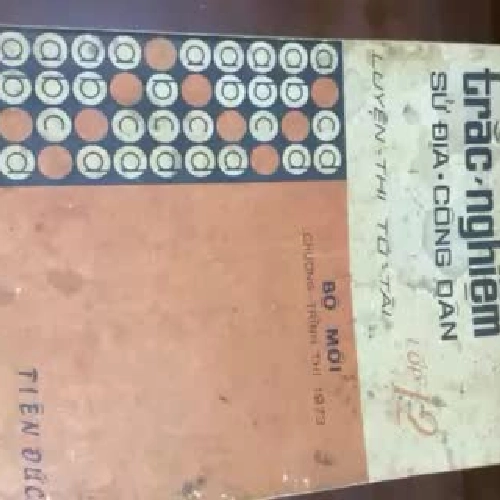 trắc-nghiệm
SỬ ĐỊA-CÔNG DÂN
LUYỆN-THI TÚ-TÀI
LỚP 12
BỘ MỚI
CHƯƠNG TRÌNH THI 1973
TIẾN ĐỨC
a a a a a a a a a
b b b b b b b
c c c c c c
d d d d d d d d